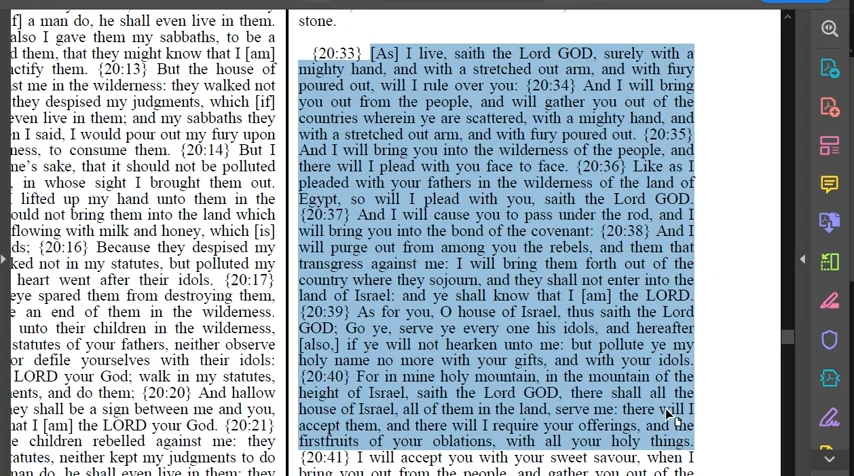 f] a man do, he shall even live in them.
also I gave them my sabbaths, to be a
d them, that they might know that I [am]
nctify them. {20:13} But the house of
st me in the wilderness: they walked not
they despised my judgments, which [if]
even live in them; and my sabbaths they
n I said, I would pour out my fury upon
ness, to consume them. {20:14} But I
me's sake, that it should not be polluted
, in whose sight I brought them out.
I lifted up my hand unto them in the
ould not bring them into the land which
flowing with milk and honey, which [is]
ds; {20:16} Because they despised my
ked not in my statutes, but polluted my
heart went after their idols. {20:17}
eye spared them from destroying them,
e an end of them in the wilderness.
unto their children in the wilderness,
statutes of your fathers, neither observe
or defile yourselves with their idols:
LORD your God; walk in my statutes,
ents, and do them; {20:20} And hallow
ey shall be a sign between me and you,
hat I [am] the LORD your God. {20:21}
e children rebelled against me: they
tatutes, neither kept my judgments to do
man do, he shall even live in them; they
stone.
{20:33} [As] I live, saith the Lord GOD, surely with a
mighty hand, and with a stretched out arm, and with fury
poured out, will I rule over you: {20:34} And I will bring
you out from the people, and will gather you out of the
countries wherein ye are scattered, with a mighty hand, and
with a stretched out arm, and with fury poured out. {20:35}
And I will bring you into the wilderness of the people, and
there will I plead with you face to face. {20:36} Like as I
pleaded with your fathers in the wilderness of the land of
Egypt, so will I plead with you, saith the Lord GOD.
{20:37} And I will cause you to pass under the rod, and I
will bring you into the bond of the covenant: {20:38} And I
will purge out from among you the rebels, and them that
transgress against me: I will bring them forth out of the
country where they sojourn, and they shall not enter into the
land of Israel: and ye shall know that I [am] the LORD.
{20:39} As for you, O house of Israel, thus saith the Lord
GOD; Go ye, serve ye every one his idols, and hereafter
[also,] if ye will not hearken unto me: but pollute ye my
holy name no more with your gifts, and with your idols.
{20:40} For in mine holy mountain, in the mountain of the
height of Israel, saith the Lord GOD, there shall all the
house of Israel, all of them in the land, serve me: there will I
accept them, and there will I require your offerings, and the
firstfruits of your oblations, with all your holy things.
{20:41} I will accept you with your sweet savour, when I
bring you out from the people, and gather you out of the